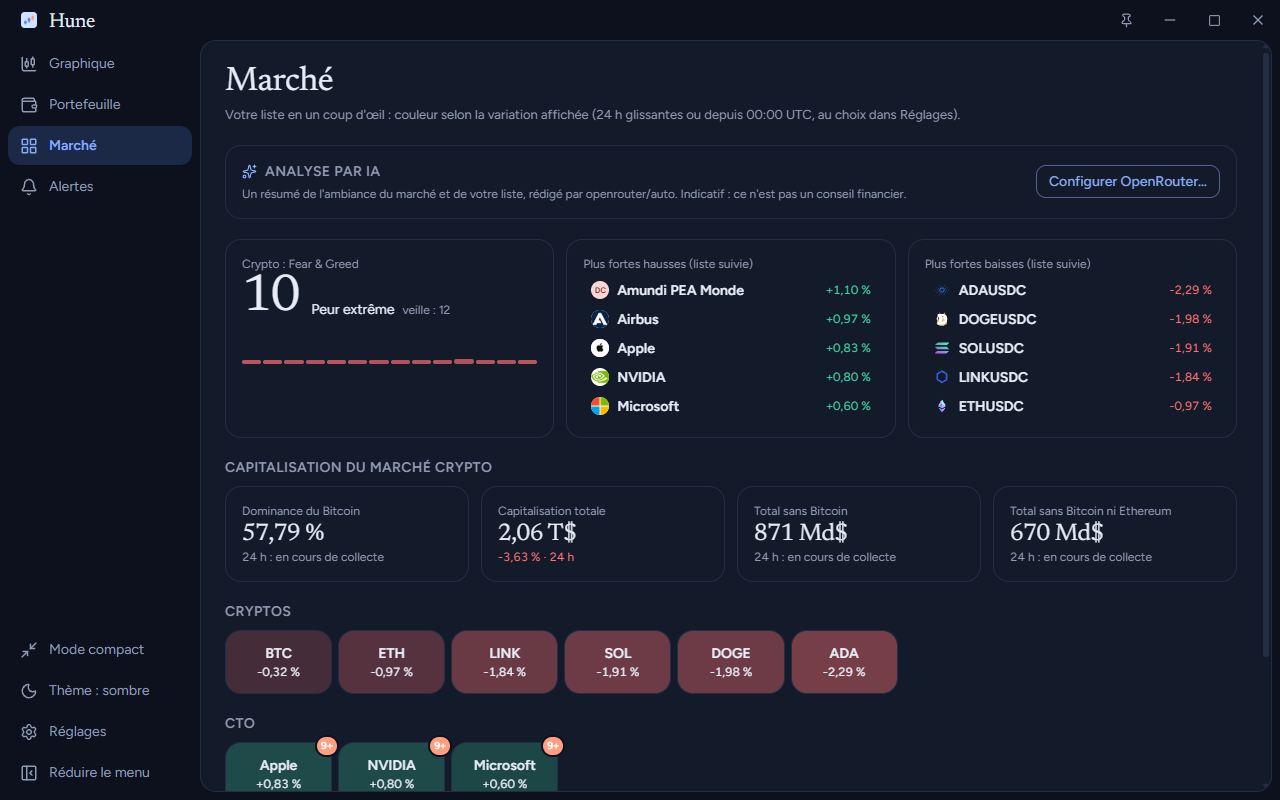 Hune
Graphique
Portefeuille
Marché
Alertes
Mode compact
Thème : sombre
Réglages
Réduire le menu
Marché
Votre liste en un coup d'œil : couleur selon la variation affichée (24 h glissantes ou depuis 00:00 UTC, au choix dans Réglages).
ANALYSE PAR IA
Un résumé de l'ambiance du marché et de votre liste, rédigé par openrouter/auto. Indicatif : ce n'est pas un conseil financier.
Configurer OpenRouter...
Crypto : Fear & Greed
10 Peur extrême veille : 12
Plus fortes hausses (liste suivie)
DC Amundi PEA Monde +1,10 %
Airbus +0,97 %
Apple +0,83 %
NVIDIA +0,80 %
Microsoft +0,60 %
Plus fortes baisses (liste suivie)
ADAUSDC -2,29 %
DOGEUSDC -1,98 %
SOLUSDC -1,91 %
LINKUSDC -1,84 %
ETHUSDC -0,97 %
CAPITALISATION DU MARCHÉ CRYPTO
Dominance du Bitcoin
57,79 %
24 h : en cours de collecte
Capitalisation totale
2,06 T$
-3,63 % · 24 h
Total sans Bitcoin
871 Md$
24 h : en cours de collecte
Total sans Bitcoin ni Ethereum
670 Md$
24 h : en cours de collecte
CRYPTOS
BTC
-0,32 %
ETH
-0,97 %
LINK
-1,84 %
SOL
-1,91 %
DOGE
-1,98 %
ADA
-2,29 %
CTO
9+
Apple
+0,83 %
9+
NVIDIA
+0,80 %
9+
Microsoft
+0,60 %